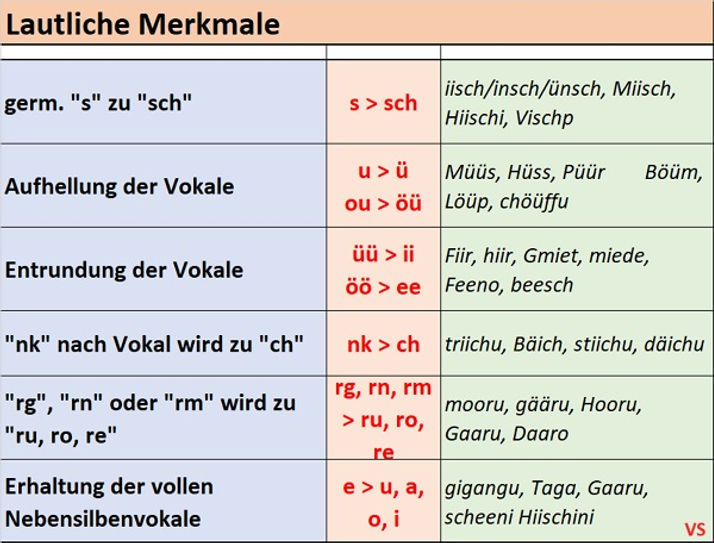 Lautliche Merkmale
germ. "s" zu "sch"
s > sch
iisch/insch/ünsch, Miisch,
Hiischi, Vischp
Aufhellung der Vokale
u > ü
ou > öü
Müüs, Hüss, Püür Böüm,
Löüp, chöüffu
Entrundung der Vokale
üü > ii
öö > ee
Fiir, hiir, Gmiet, miede,
Feeno, beesch
"nk" nach Vokal wird zu "ch"
nk > ch
triichu, Bäich, stiichu, däichu
"rg", "rn" oder "rm" wird zu
"ru, ro, re"
rg, rn, rm
> ru, ro,
re
mooru, gääru, Hooru,
Gaaru, Daaro
Erhaltung der vollen
Nebensilbenvokale
e > u, a,
o, i
gigangu, Taga, Gaaru,
scheeni Hiischini
VS